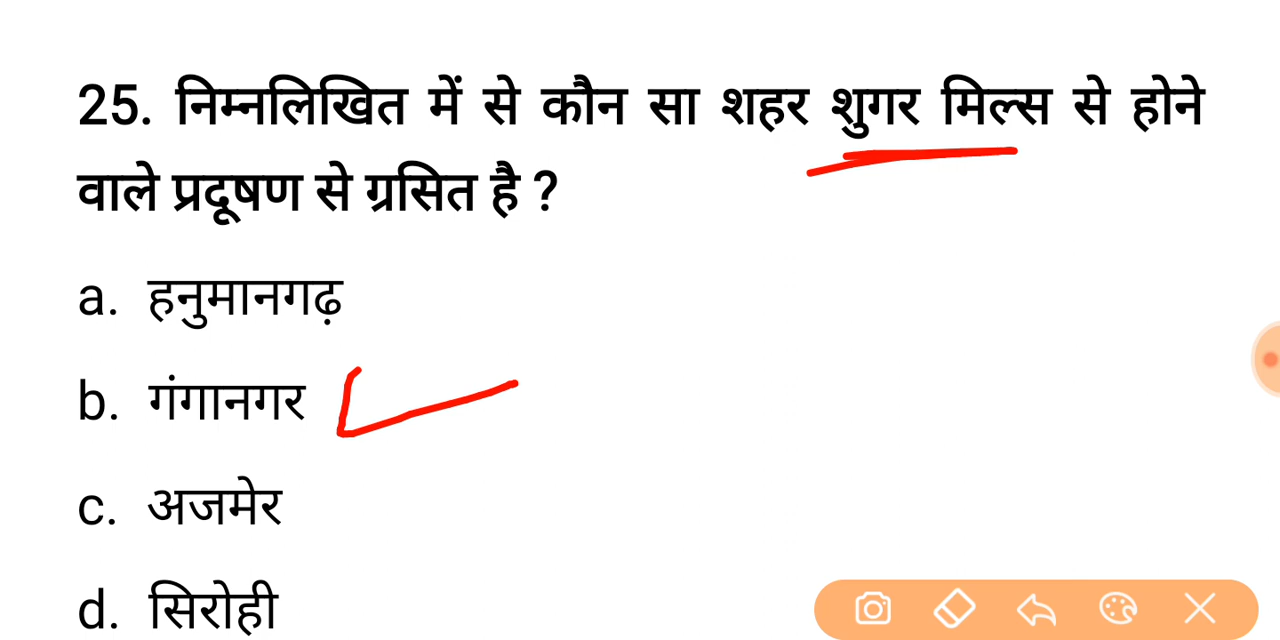 25. निम्नलिखित में से कौन सा शहर शुगर मिल्स से होने
वाले प्रदूषण से ग्रसित है ?
a. हनुमानगढ़
b. गंगानगर
c. अजमेर
d. सिरोही